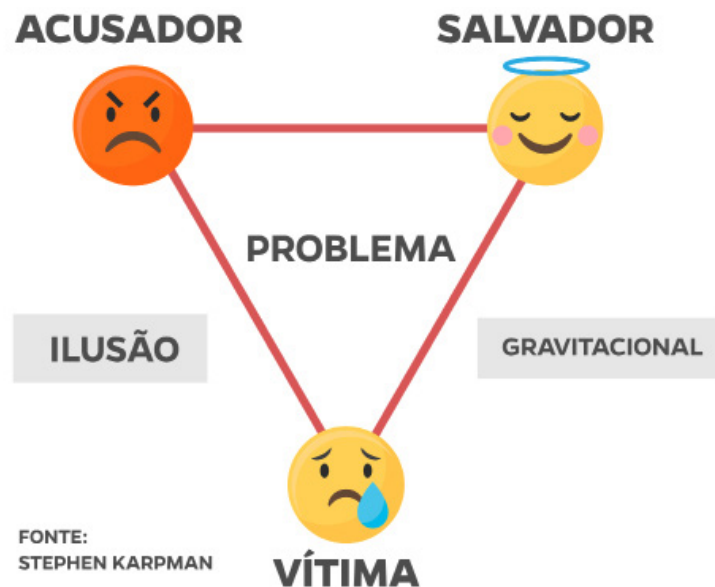 ACUSADOR
SALVADOR
PROBLEMA
ILUSÃO
GRAVITACIONAL
FONTE:
STEPHEN KARPMAN
VÍTIMA